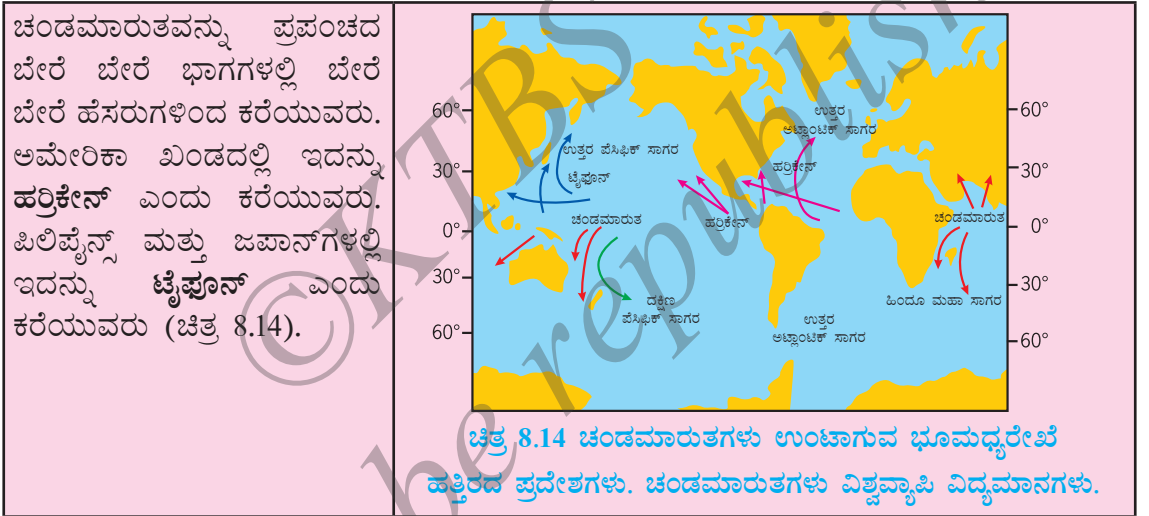 ಚಂಡಮಾರುತವನ್ನು ಪ್ರಪಂಚದ
ಬೇರೆ ಬೇರೆ ಭಾಗಗಳಲ್ಲಿ ಬೇರೆ
ಬೇರೆ ಹೆಸರುಗಳಿಂದ ಕರೆಯುವರು.
ಅಮೇರಿಕಾ ಖಂಡದಲ್ಲಿ ಇದನ್ನು
ಹರ್ರಿಕೇನ್ ಎಂದು ಕರೆಯುವರು.
ಪಿಲಿಪೈನ್ಸ್ ಮತ್ತು ಜಪಾನ್‌ಗಳಲ್ಲಿ
ಇದನ್ನು ಟೈಫೂನ್ ಎಂದು
ಕರೆಯುವರು (ಚಿತ್ರ 8.14).
60° 60°
30° 30°
0° 0°
30° 30°
60° 60°
ಉತ್ತರ
ಅಟ್ಲಾಂಟಿಕ್ ಸಾಗರ
ಉತ್ತರ ಪೆಸಿಫಿಕ್ ಸಾಗರ
ಟೈಫೂನ್
ಹರ್ರಿಕೇನ್
ಚಂಡಮಾರುತ
ಹರ್ರಿಕೇನ್
ಚಂಡಮಾರುತ
ದಕ್ಷಿಣ
ಪೆಸಿಫಿಕ್ ಸಾಗರ
ಹಿಂದೂ ಮಹಾ ಸಾಗರ
ಉತ್ತರ
ಅಟ್ಲಾಂಟಿಕ್ ಸಾಗರ
ಚಿತ್ರ 8.14 ಚಂಡಮಾರುತಗಳು ಉಂಟಾಗುವ ಭೂಮಧ್ಯರೇಖೆ
ಹತ್ತಿರದ ಪ್ರದೇಶಗಳು. ಚಂಡಮಾರುತಗಳು ವಿಶ್ವವ್ಯಾಪಿ ವಿದ್ಯಮಾನಗಳು.
©KTBS
be republish